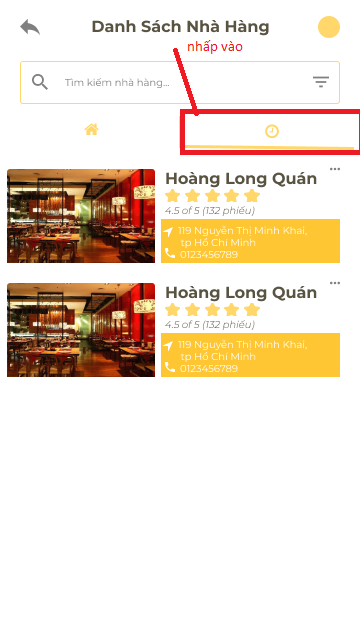 Danh Sách Nhà Hàng
nhấp vào
Tìm kiếm nhà hàng...
Hoàng Long Quán
4.5 of 5 (132 phiếu)
119 Nguyễn Thị Minh Khai,
tp Hồ Chí Minh
0123456789
Hoàng Long Quán
4.5 of 5 (132 phiếu)
119 Nguyễn Thị Minh Khai,
tp Hồ Chí Minh
0123456789